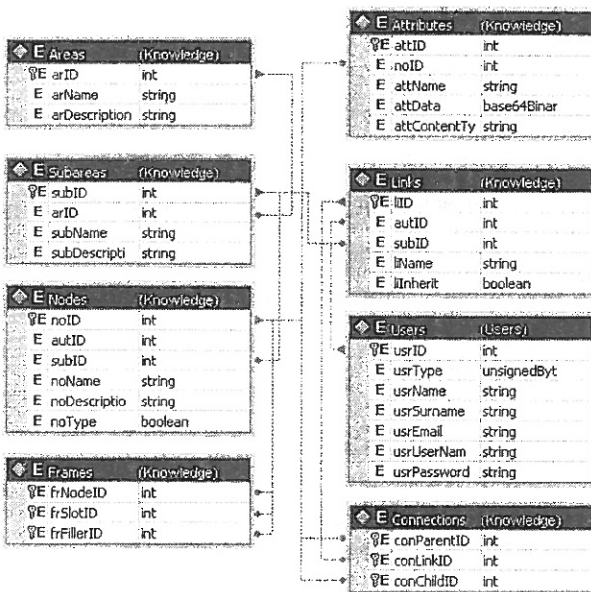 E Areas (Knowledge)
E arID int
E arName string
E arDescription string
E Subareas (Knowledge)
E subID int
E arID int
E subName string
E subDescripti string
E Nodes (Knowledge)
E noID int
E autID int
E subID int
E noName string
E noDescriptio string
E noType boolean
E Frames (Knowledge)
E frNodeID int
E frSlotID int
E frFillerID int
E Attributes (Knowledge)
E attID int
E noID int
E attName string
E attData base64Binar
E attContentTy string
E Links (Knowledge)
E liID int
E autID int
E subID int
E liName string
E liInherit boolean
E Users (Users)
E usrID int
E usrType unsignedByt
E usrName string
E usrSurname string
E usrEmail string
E usrUserNam string
E usrPassword string
E Connections (Knowledge)
E conParentID int
E conLinkID int
E conChildID int